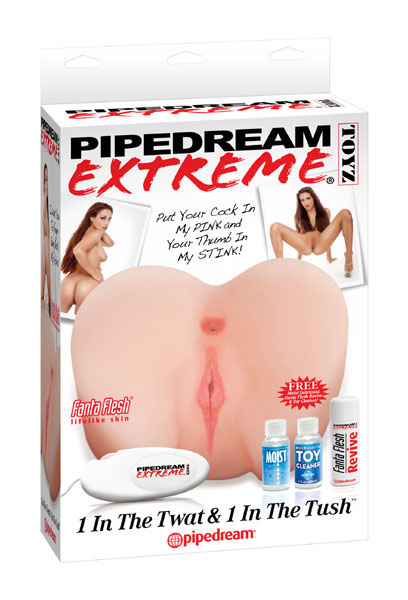 PIPEDREAM
EXTREME®
TOYZ
Put Your Cock In
My PINK and
Your Thumb In
My STINK!
Fanta Flesh
lifelike skin
FREE
PIPEDREAM
EXTREME
MOIST
TOY
CLEANER
Fanta Flesh
Revive
1 In The Twat & 1 In The Tush
pipedream